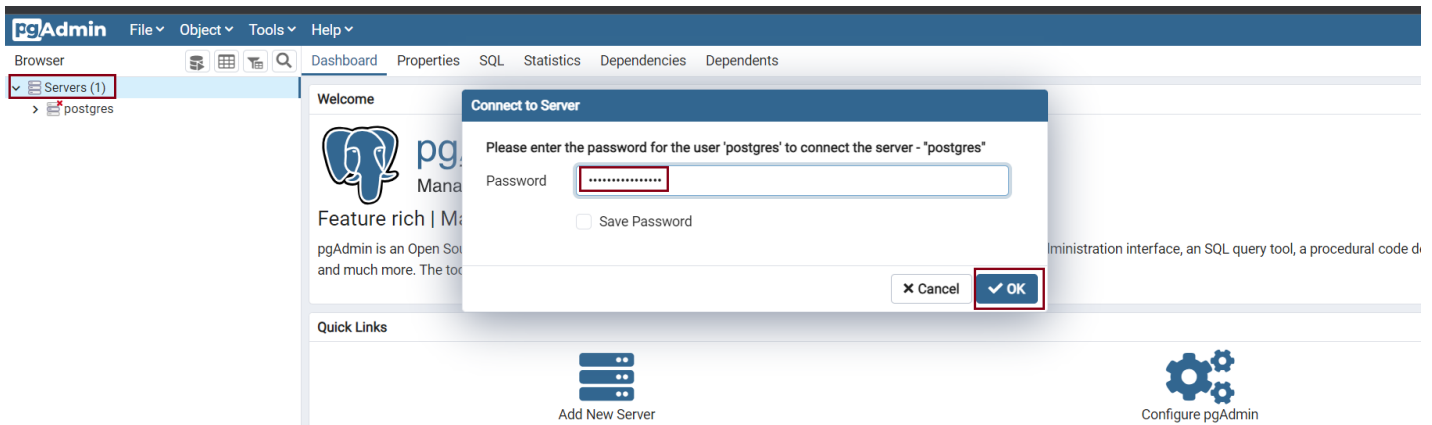 pgAdmin File Object Tools Help
Browser Dashboard Properties SQL Statistics Dependencies Dependents
Servers (1)
postgres
Welcome
Connect to Server
Please enter the password for the user 'postgres' to connect the server - "postgres"
Password ················
Save Password
Cancel OK
pg
Mana
Feature rich | Ma
pgAdmin is an Open Sou ministration interface, an SQL query tool, a procedural code d
and much more. The too
Quick Links
Add New Server Configure pgAdmin